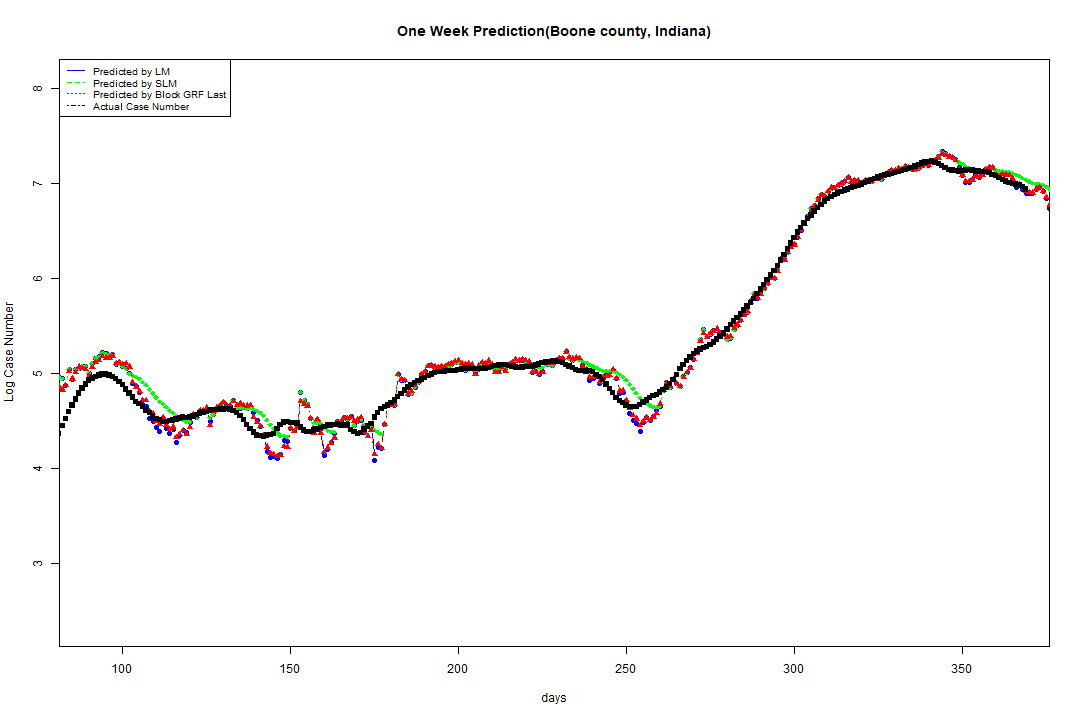 One Week Prediction(Boone county, Indiana)
Predicted by LM
Predicted by SLM
Predicted by Block GRF Last
Actual Case Number
8
7
6
5
4
3
Log Case Number
100 150 200 250 300 350
days